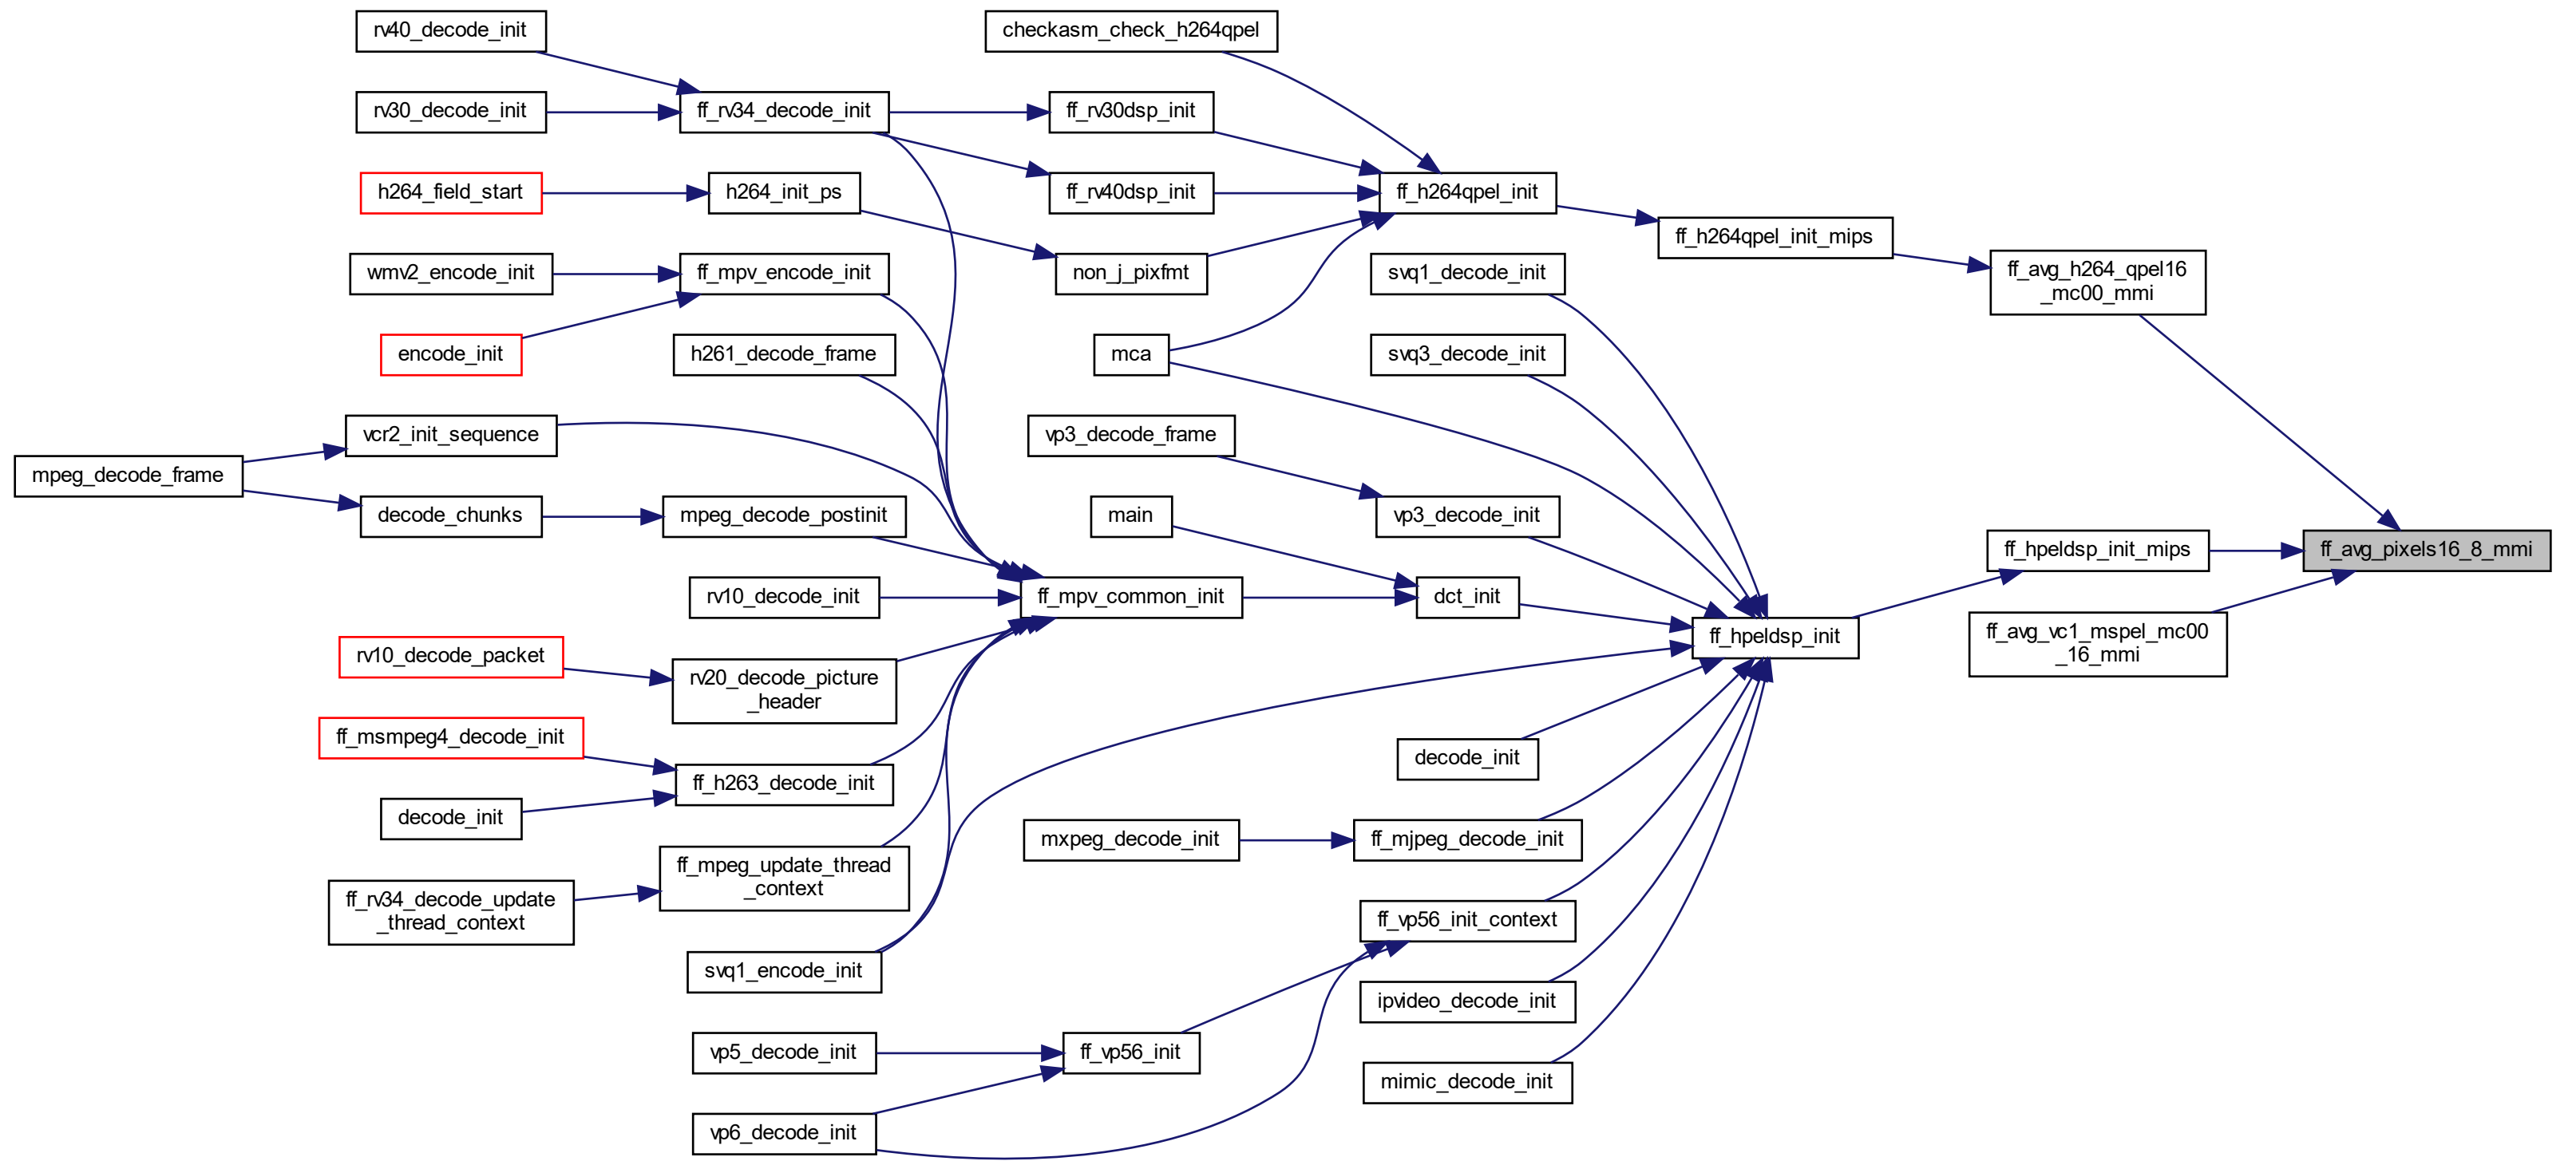 rv40_decode_init
checkasm_check_h264qpel
rv30_decode_init
ff_rv34_decode_init
ff_rv30dsp_init
h264_field_start
h264_init_ps
ff_rv40dsp_init
ff_h264qpel_init
ff_h264qpel_init_mips
wmv2_encode_init
ff_mpv_encode_init
non_j_pixfmt
svq1_decode_init
ff_avg_h264_qpel16
_mc00_mmi
encode_init
h261_decode_frame
mca
svq3_decode_init
vcr2_init_sequence
vp3_decode_frame
mpeg_decode_frame
decode_chunks
mpeg_decode_postinit
main
vp3_decode_init
ff_hpeldsp_init_mips
ff_avg_pixels16_8_mmi
rv10_decode_init
ff_mpv_common_init
dct_init
ff_hpeldsp_init
ff_avg_vc1_mspel_mc00
_16_mmi
rv10_decode_packet
rv20_decode_picture
_header
ff_msmpeg4_decode_init
decode_init
ff_h263_decode_init
decode_init
mxpeg_decode_init
ff_mjpeg_decode_init
ff_mpeg_update_thread
_context
ff_rv34_decode_update
_thread_context
ff_vp56_init_context
svq1_encode_init
ipvideo_decode_init
vp5_decode_init
ff_vp56_init
mimic_decode_init
vp6_decode_init